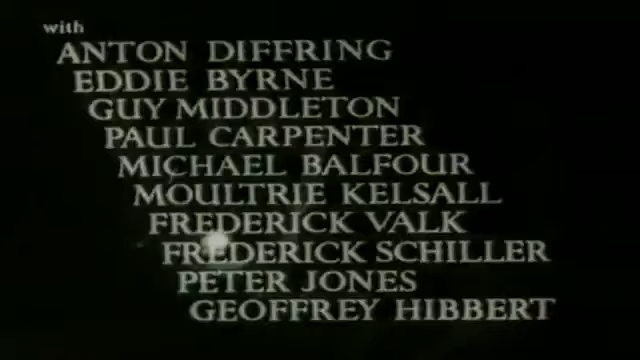 with
ANTON DIFFRING
EDDIE BYRNE
GUY MIDDLETON
PAUL CARPENTER
MICHAEL BALFOUR
MOULTRIE KELSALL
FREDERICK VALK
FREDERICK SCHILLER
PETER JONES
GEOFFREY HIBBERT